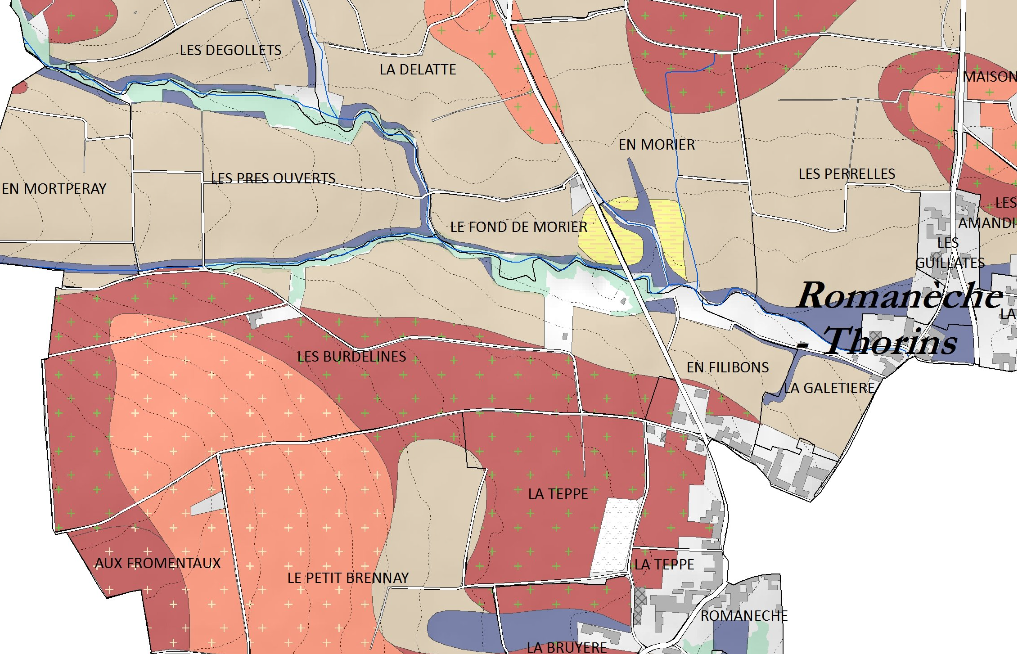 LES DEGOLLETS
LA DELATTE
MAISON
EN MORIER
LES PERRELLES
LES PRES OUVERTS
EN MORTPERAY
LES
AMANDI
LE FOND DE MORIER
LES
GUILLATES
Romanèche
- Thorins
LA
LES BURDELINES
EN FILIBONS
LA GALETIERE
LA TEPPE
AUX FROMENTAUX
LE PETIT BRENNAY
LA TEPPE
ROMANECHE
LA BRUYERE